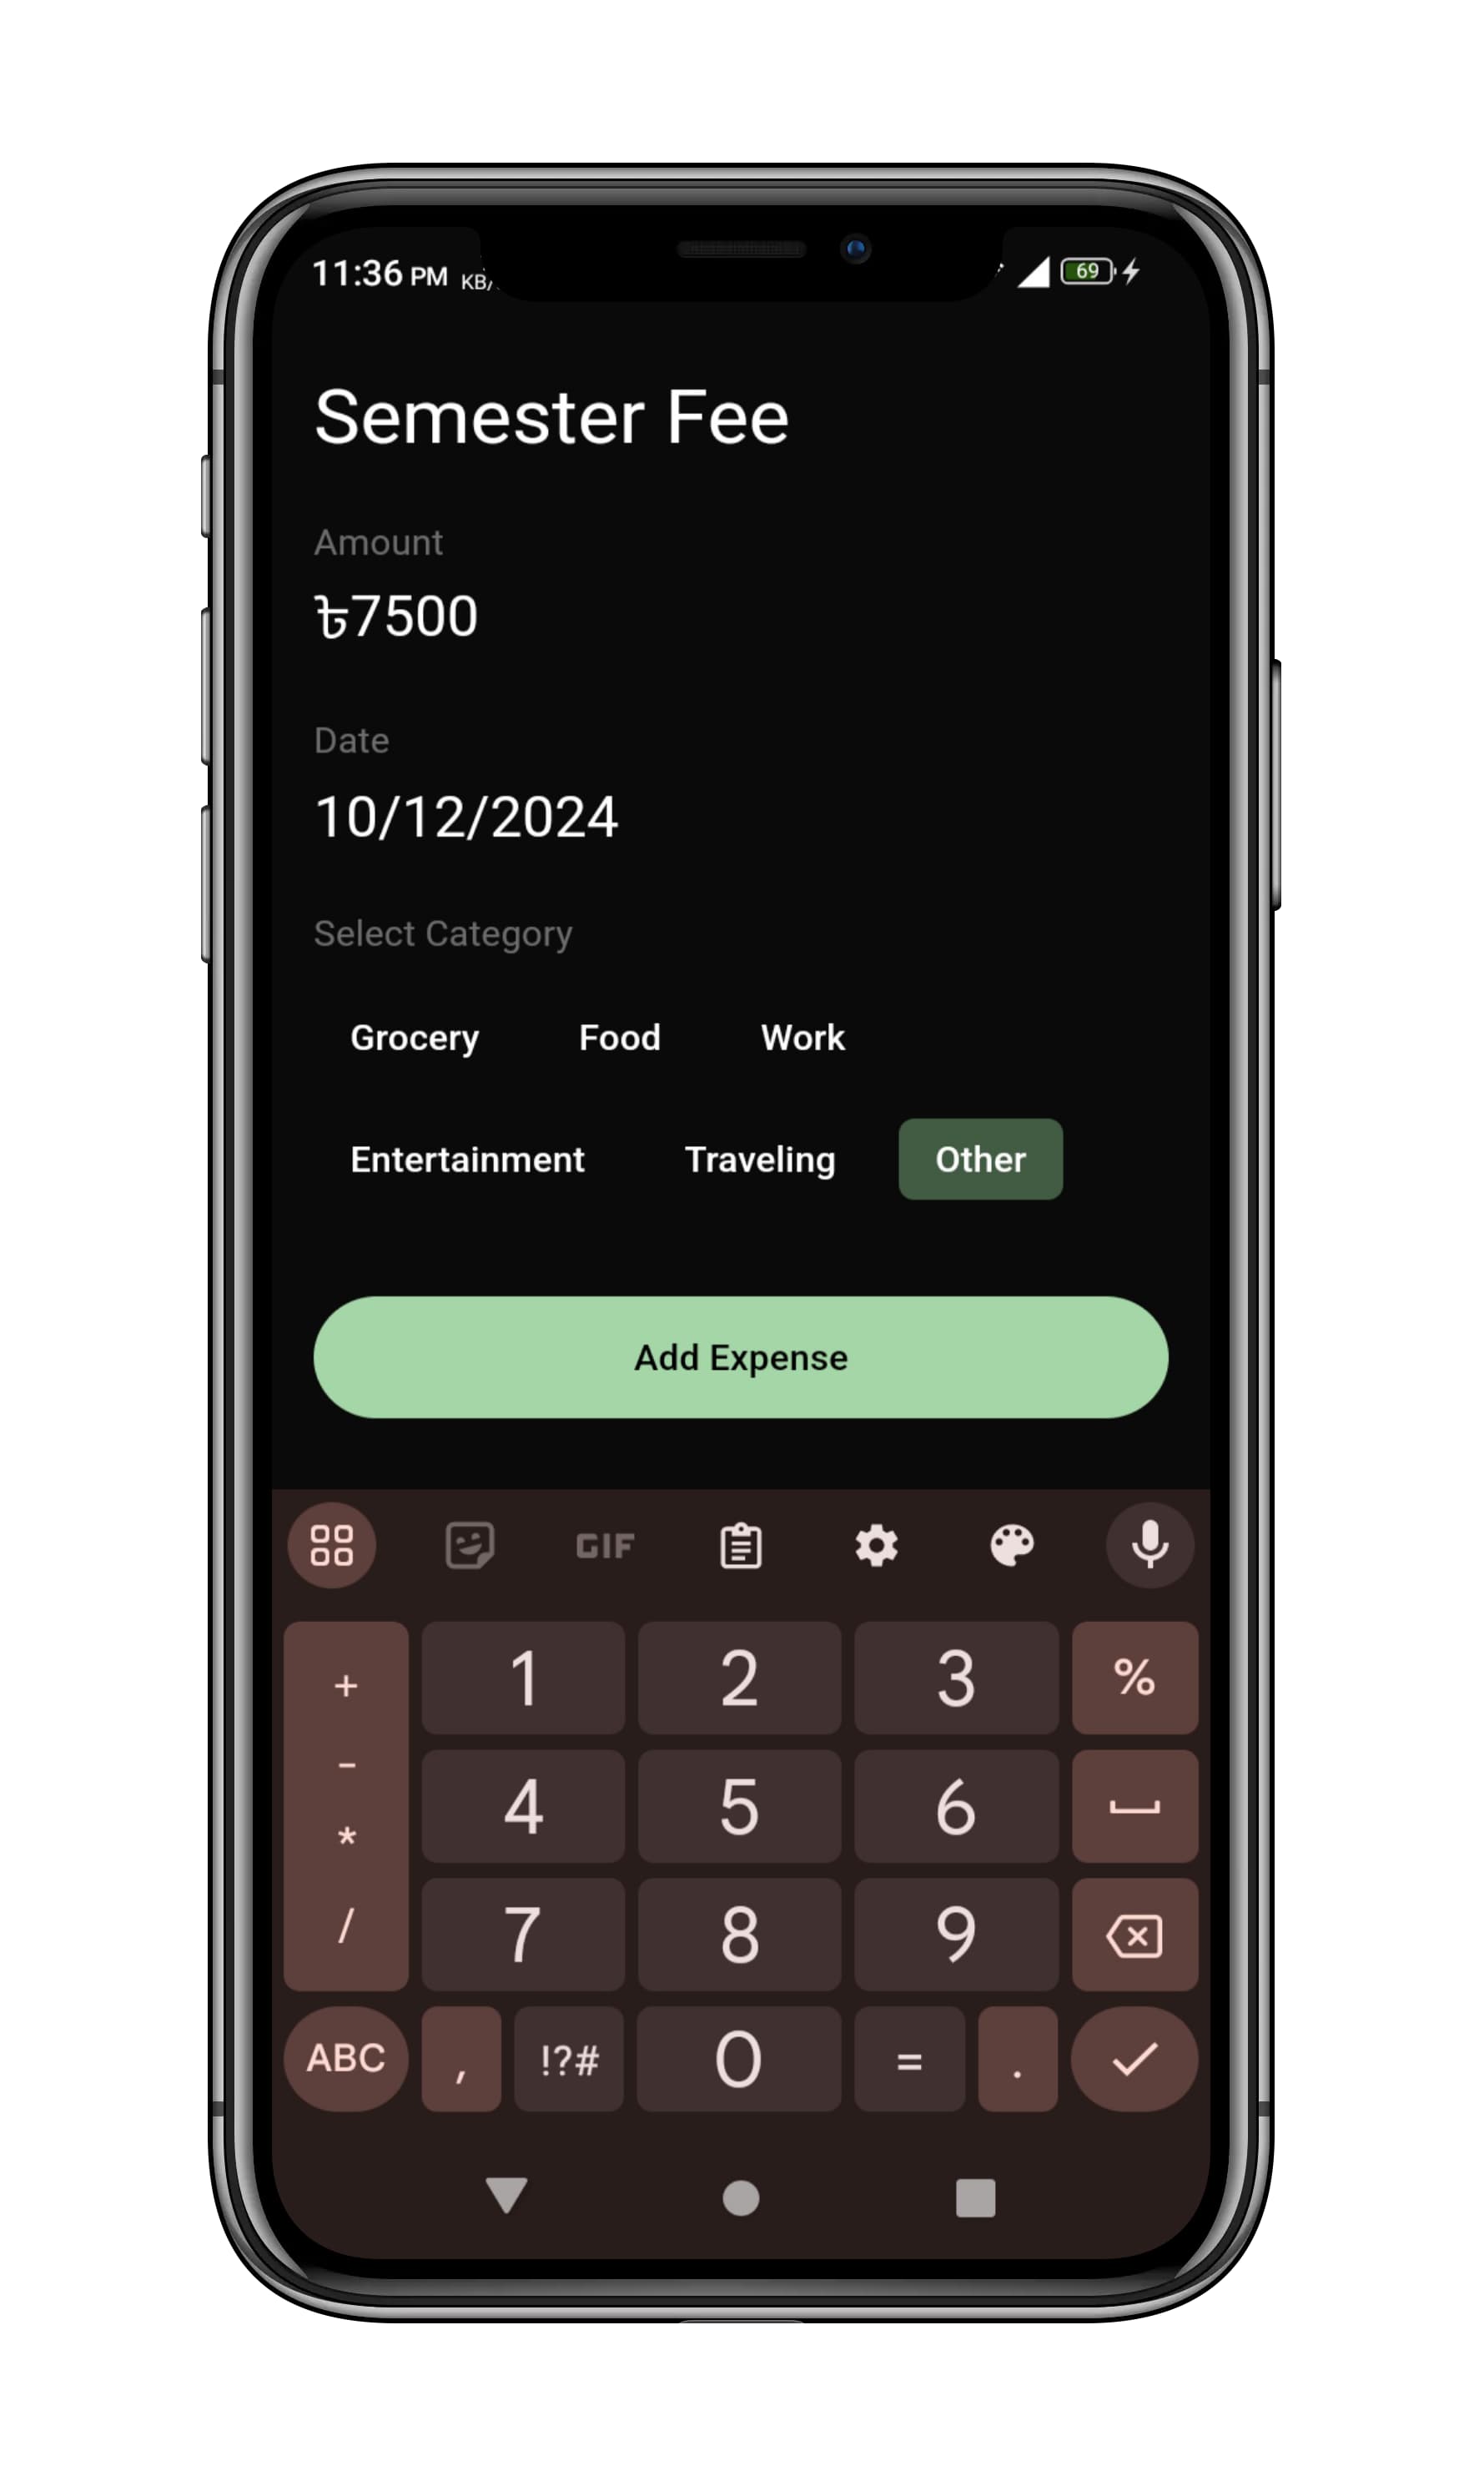 11:36 PM KB/ 69
Semester Fee
Amount
৳7500
Date
10/12/2024
Select Category
Grocery Food Work
Entertainment Traveling Other
Add Expense
GIF
+ 1 2 3 %
- 4 5 6
*
/ 7 8 9
ABC , !?# 0 = .